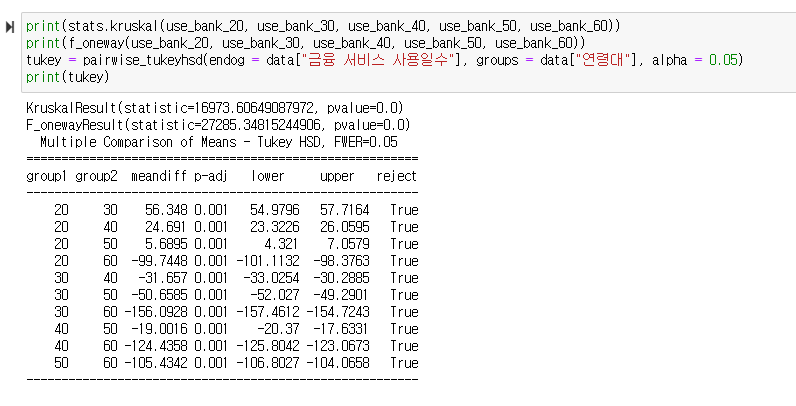 print(stats.kruskal(use_bank_20, use_bank_30, use_bank_40, use_bank_50, use_bank_60))
print(f_oneway(use_bank_20, use_bank_30, use_bank_40, use_bank_50, use_bank_60))
tukey = pairwise_tukeyhsd(endog = data["금융 서비스 사용일수"], groups = data["연령대"], alpha = 0.05)
print(tukey)
KruskalResult(statistic=16973.60649087972, pvalue=0.0)
F_onewayResult(statistic=27285.34815244906, pvalue=0.0)
Multiple Comparison of Means - Tukey HSD, FWER=0.05
=====================================================
group1 group2 meandiff p-adj lower upper reject
-----------------------------------------------------
20 30 56.348 0.001 54.9796 57.7164 True
20 40 24.691 0.001 23.3226 26.0595 True
20 50 5.6895 0.001 4.321 7.0579 True
20 60 -99.7448 0.001 -101.1132 -98.3763 True
30 40 -31.657 0.001 -33.0254 -30.2885 True
30 50 -50.6585 0.001 -52.027 -49.2901 True
30 60 -156.0928 0.001 -157.4612 -154.7243 True
40 50 -19.0016 0.001 -20.37 -17.6331 True
40 60 -124.4358 0.001 -125.8042 -123.0673 True
50 60 -105.4342 0.001 -106.8027 -104.0658 True
-----------------------------------------------------